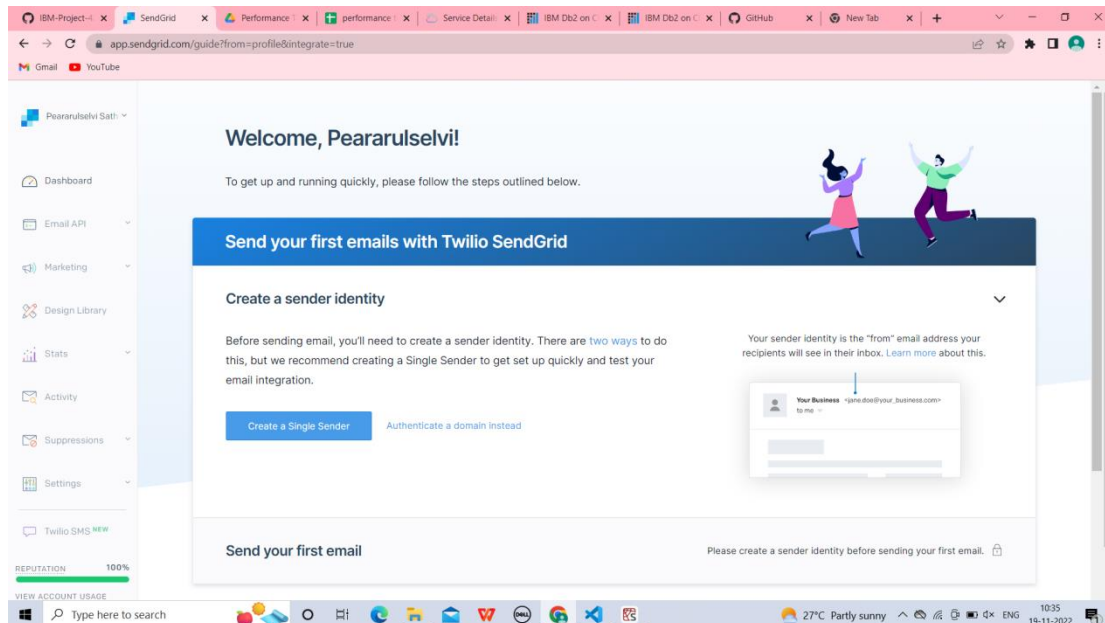 IBM-Project-4
SendGrid
Performance T
performance
Service Details
IBM Db2 on C
IBM Db2 on C
GitHub
New Tab
app.sendgrid.com/guide?from=profile&integrate=true
Gmail
YouTube
Peararulselvi Sath
Dashboard
Email API
Marketing
Design Library
Stats
Activity
Suppressions
Settings
Twilio SMS NEW
REPUTATION 100%
VIEW ACCOUNT USAGE
Welcome, Peararulselvi!
To get up and running quickly, please follow the steps outlined below.
Send your first emails with Twilio SendGrid
Create a sender identity
Before sending email, you'll need to create a sender identity. There are two ways to do
this, but we recommend creating a Single Sender to get set up quickly and test your
email integration.
Create a Single Sender
Authenticate a domain instead
Your sender identity is the "from" email address your
recipients will see in their inbox. Learn more about this.
Your Business <jane.doe@your_business.com>
to me
Send your first email
Please create a sender identity before sending your first email.
Type here to search
DELL
27°C Partly sunny
ENG
10:35
19-11-2022